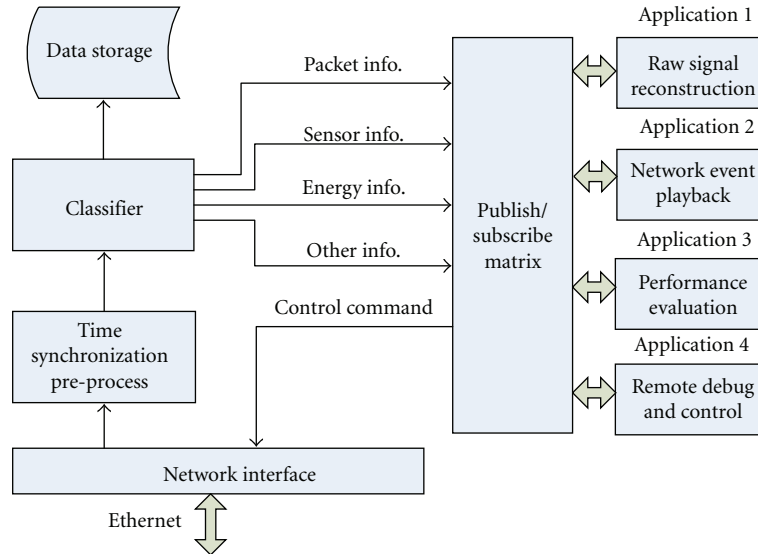 Application 1
Data storage
Packet info.
Raw signal
reconstruction
Application 2
Sensor info.
Classifier
Energy info.
Network event
playback
Publish/
subscribe
matrix
Other info.
Application 3
Performance
evaluation
Control command
Time
synchronization
pre-process
Application 4
Remote debug
and control
Network interface
Ethernet